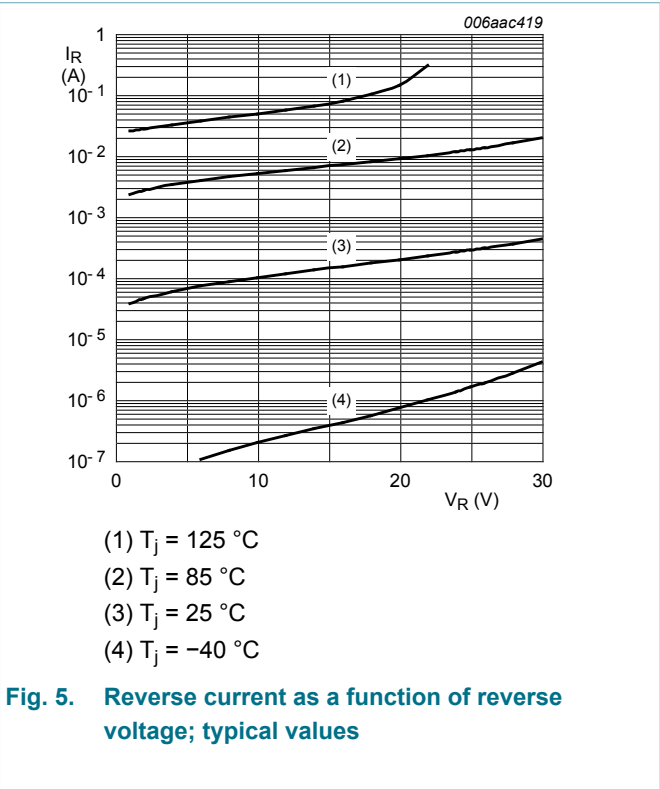 006aac419
1
I_R
(A)
10^-1
(1)
10^-2
(2)
10^-3
(3)
10^-4
10^-5
10^-6
(4)
10^-7
0 10 20 30
V_R (V)
(1) T_j = 125 °C
(2) T_j = 85 °C
(3) T_j = 25 °C
(4) T_j = −40 °C
Fig. 5. Reverse current as a function of reverse
voltage; typical values